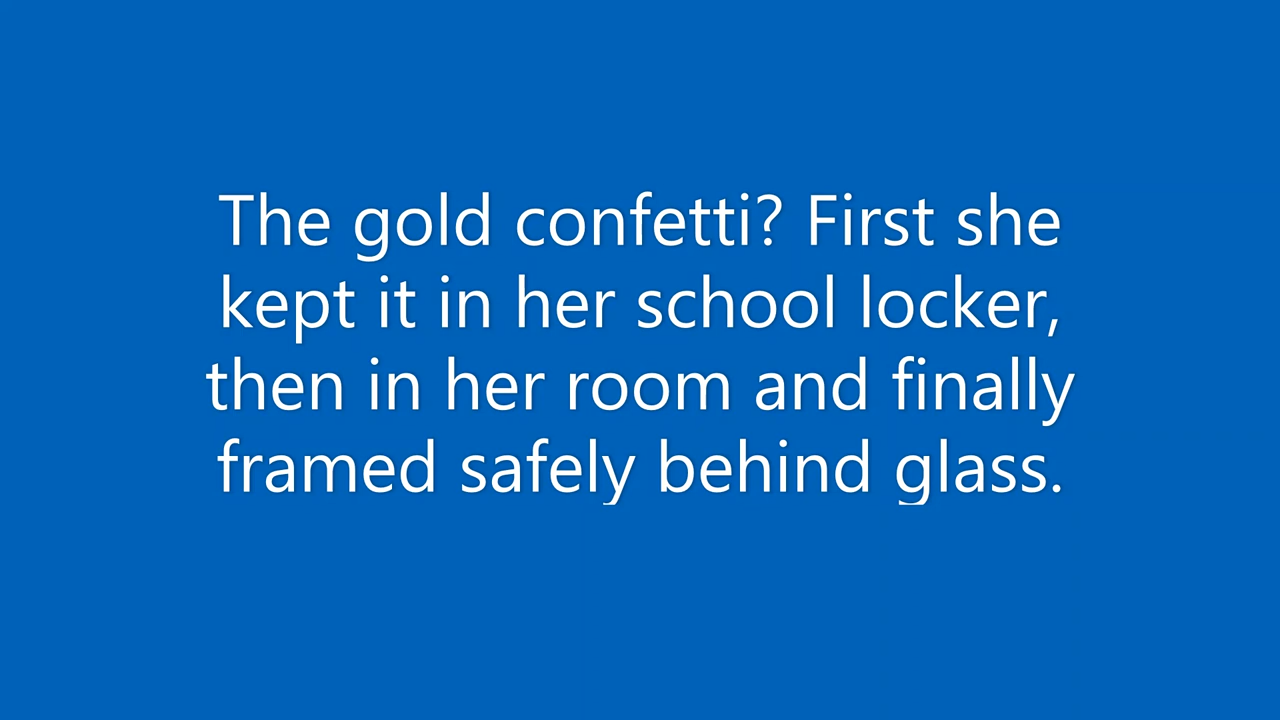 The gold confetti? First she
kept it in her school locker,
then in her room and finally
framed safely behind glass.